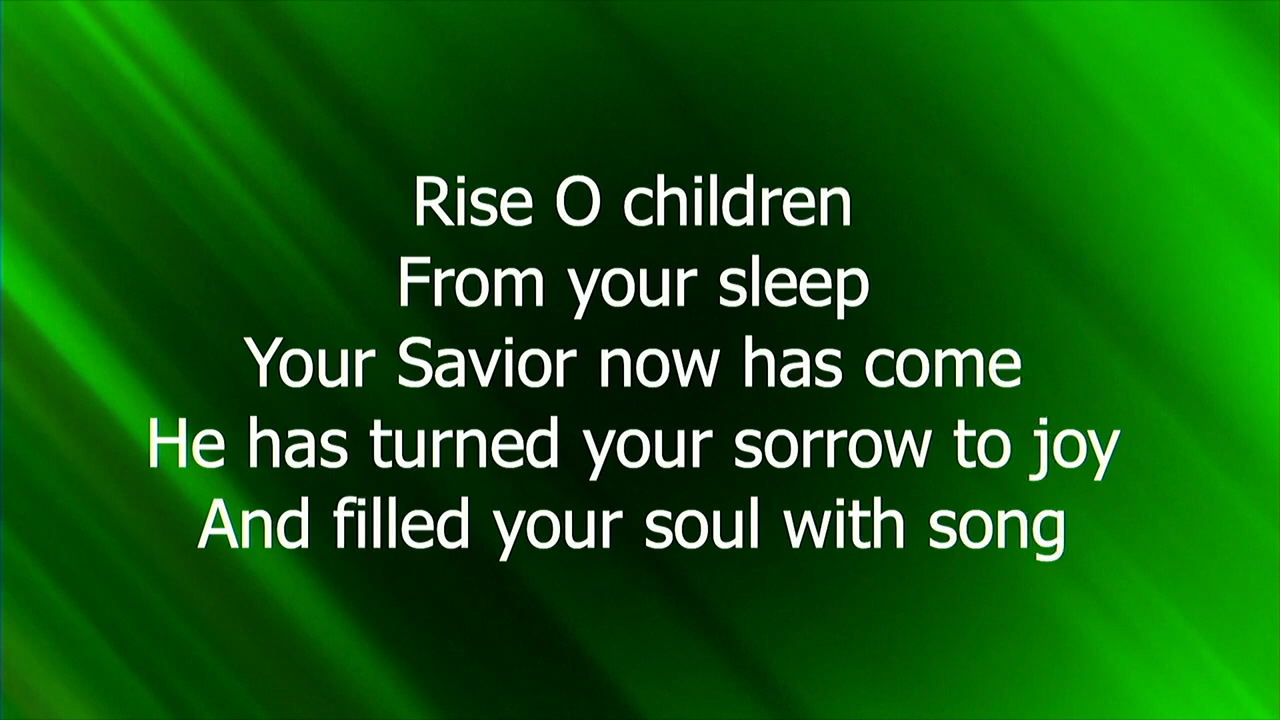 Rise O children
From your sleep
Your Savior now has come
He has turned your sorrow to joy
And filled your soul with song